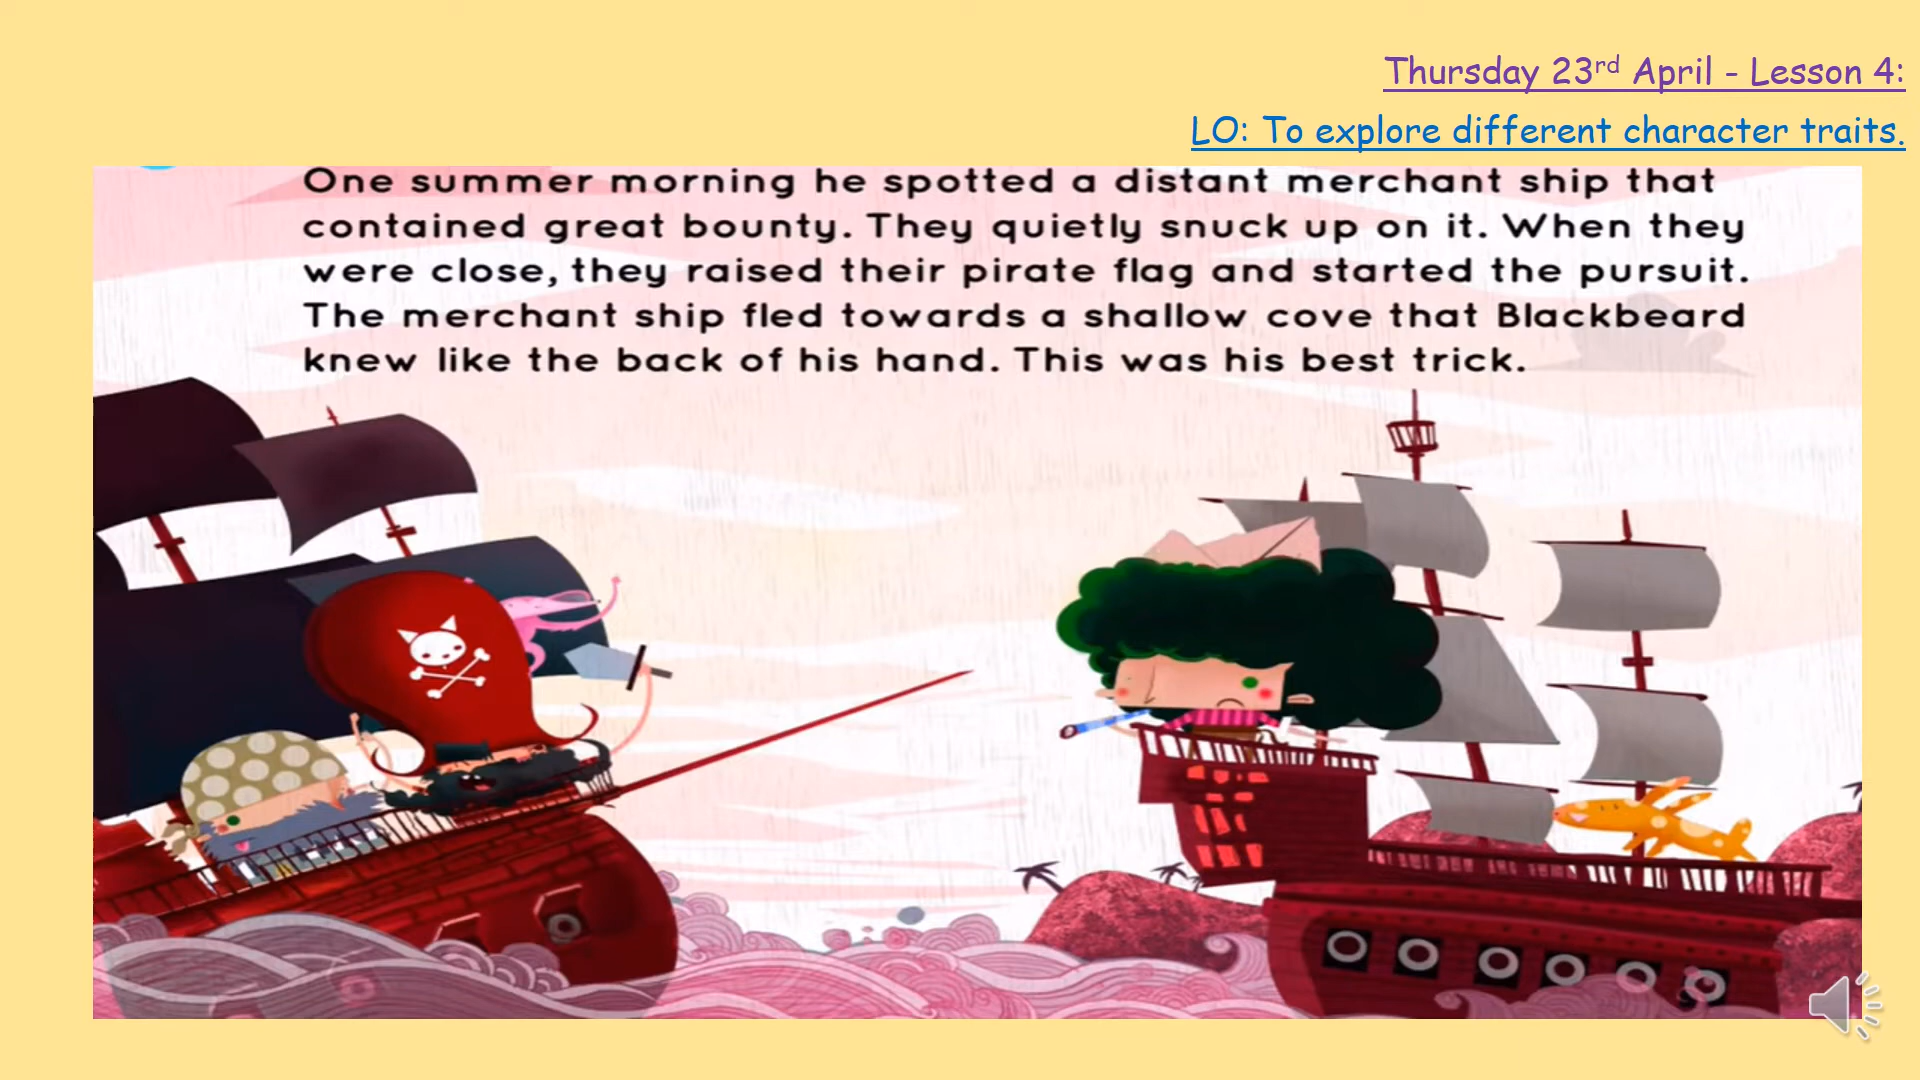 Thursday 23rd April - Lesson 4:
LO: To explore different character traits.
One summer morning he spotted a distant merchant ship that
contained great bounty. They quietly snuck up on it. When they
were close, they raised their pirate flag and started the pursuit.
The merchant ship fled towards a shallow cove that Blackbeard
knew like the back of his hand. This was his best trick.